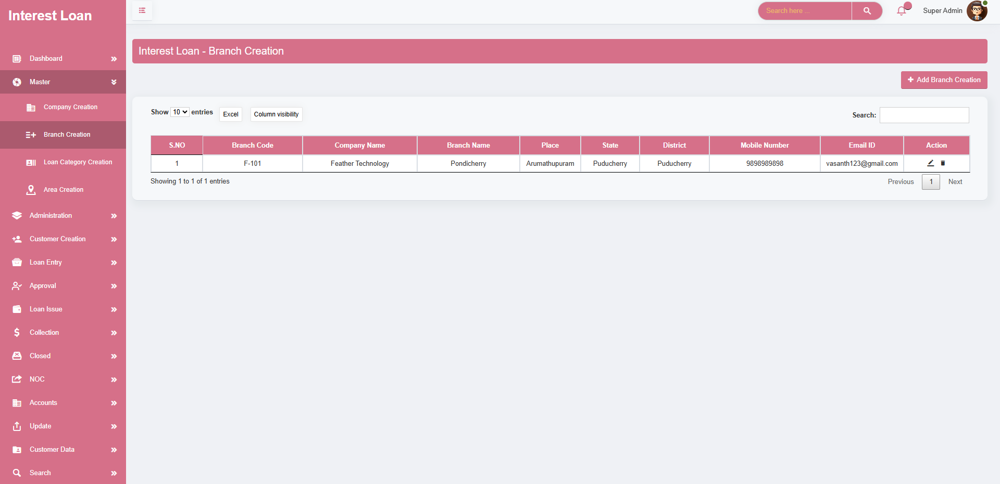 Interest Loan
Search here ...
Super Admin
Dashboard
Master
Company Creation
Branch Creation
Loan Category Creation
Area Creation
Administration
Customer Creation
Loan Entry
Approval
Loan Issue
Collection
Closed
NOC
Accounts
Update
Customer Data
Search
Interest Loan - Branch Creation
Add Branch Creation
Show 10 entries Excel Column visibility Search:
S.NO Branch Code Company Name Branch Name Place State District Mobile Number Email ID Action
1 F-101 Feather Technology Pondicherry Arumathupuram Puducherry Puducherry 9898989898 vasanth123@gmail.com
Showing 1 to 1 of 1 entries Previous 1 Next